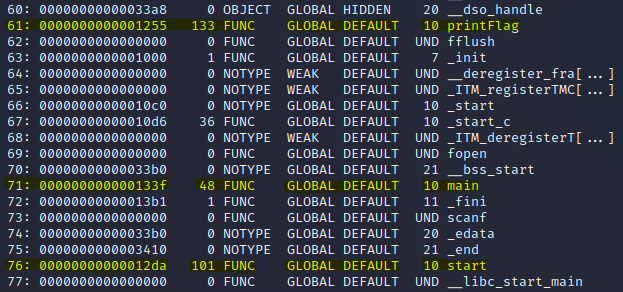 60: 00000000000033a8 0 OBJECT GLOBAL HIDDEN 20 __dso_handle
61: 0000000000001255 133 FUNC GLOBAL DEFAULT 10 printFlag
62: 0000000000000000 0 FUNC GLOBAL DEFAULT UND fflush
63: 0000000000001000 1 FUNC GLOBAL DEFAULT 7 _init
64: 0000000000000000 0 NOTYPE WEAK DEFAULT UND __deregister_fra[...]
65: 0000000000000000 0 NOTYPE WEAK DEFAULT UND _ITM_registerTMC[...]
66: 00000000000010c0 0 NOTYPE GLOBAL DEFAULT 10 _start
67: 00000000000010d6 36 FUNC GLOBAL DEFAULT 10 _start_c
68: 0000000000000000 0 NOTYPE WEAK DEFAULT UND _ITM_deregisterT[...]
69: 0000000000000000 0 FUNC GLOBAL DEFAULT UND fopen
70: 00000000000033b0 0 NOTYPE GLOBAL DEFAULT 21 __bss_start
71: 000000000000133f 48 FUNC GLOBAL DEFAULT 10 main
72: 00000000000013b1 1 FUNC GLOBAL DEFAULT 11 _fini
73: 0000000000000000 0 FUNC GLOBAL DEFAULT UND scanf
74: 00000000000033b0 0 NOTYPE GLOBAL DEFAULT 20 _edata
75: 0000000000003410 0 NOTYPE GLOBAL DEFAULT 21 _end
76: 00000000000012da 101 FUNC GLOBAL DEFAULT 10 start
77: 0000000000000000 0 FUNC GLOBAL DEFAULT UND __libc_start_main